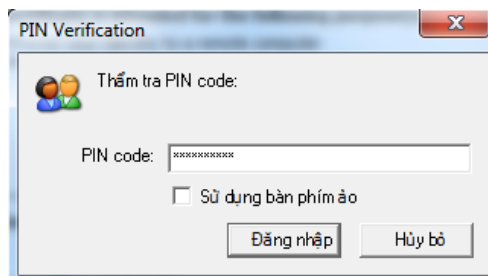 PIN Verification
Thẩm tra PIN code:
PIN code: **********
Sử dụng bàn phím ảo
Đăng nhập Hủy bỏ